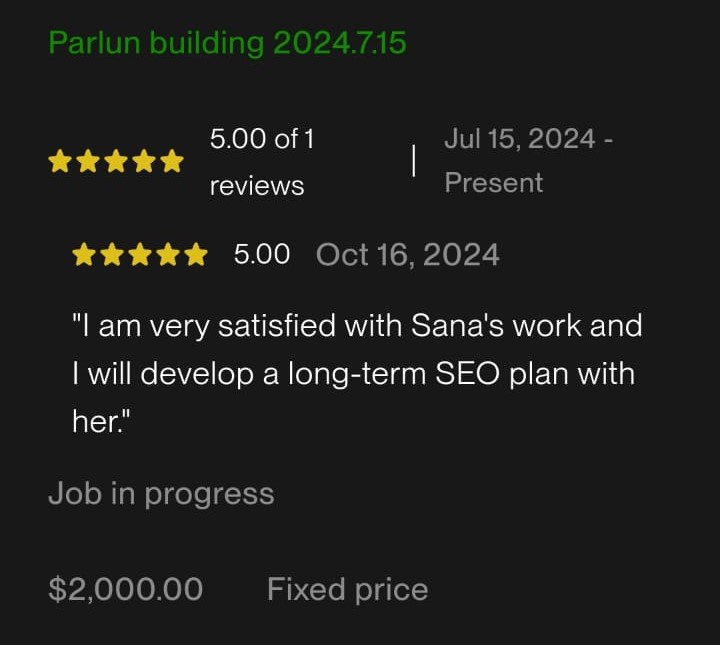 Parlun building 2024.7.15
5.00 of 1
reviews
|
Jul 15, 2024 -
Present
5.00 Oct 16, 2024
"I am very satisfied with Sana's work and
I will develop a long-term SEO plan with
her."
Job in progress
$2,000.00 Fixed price